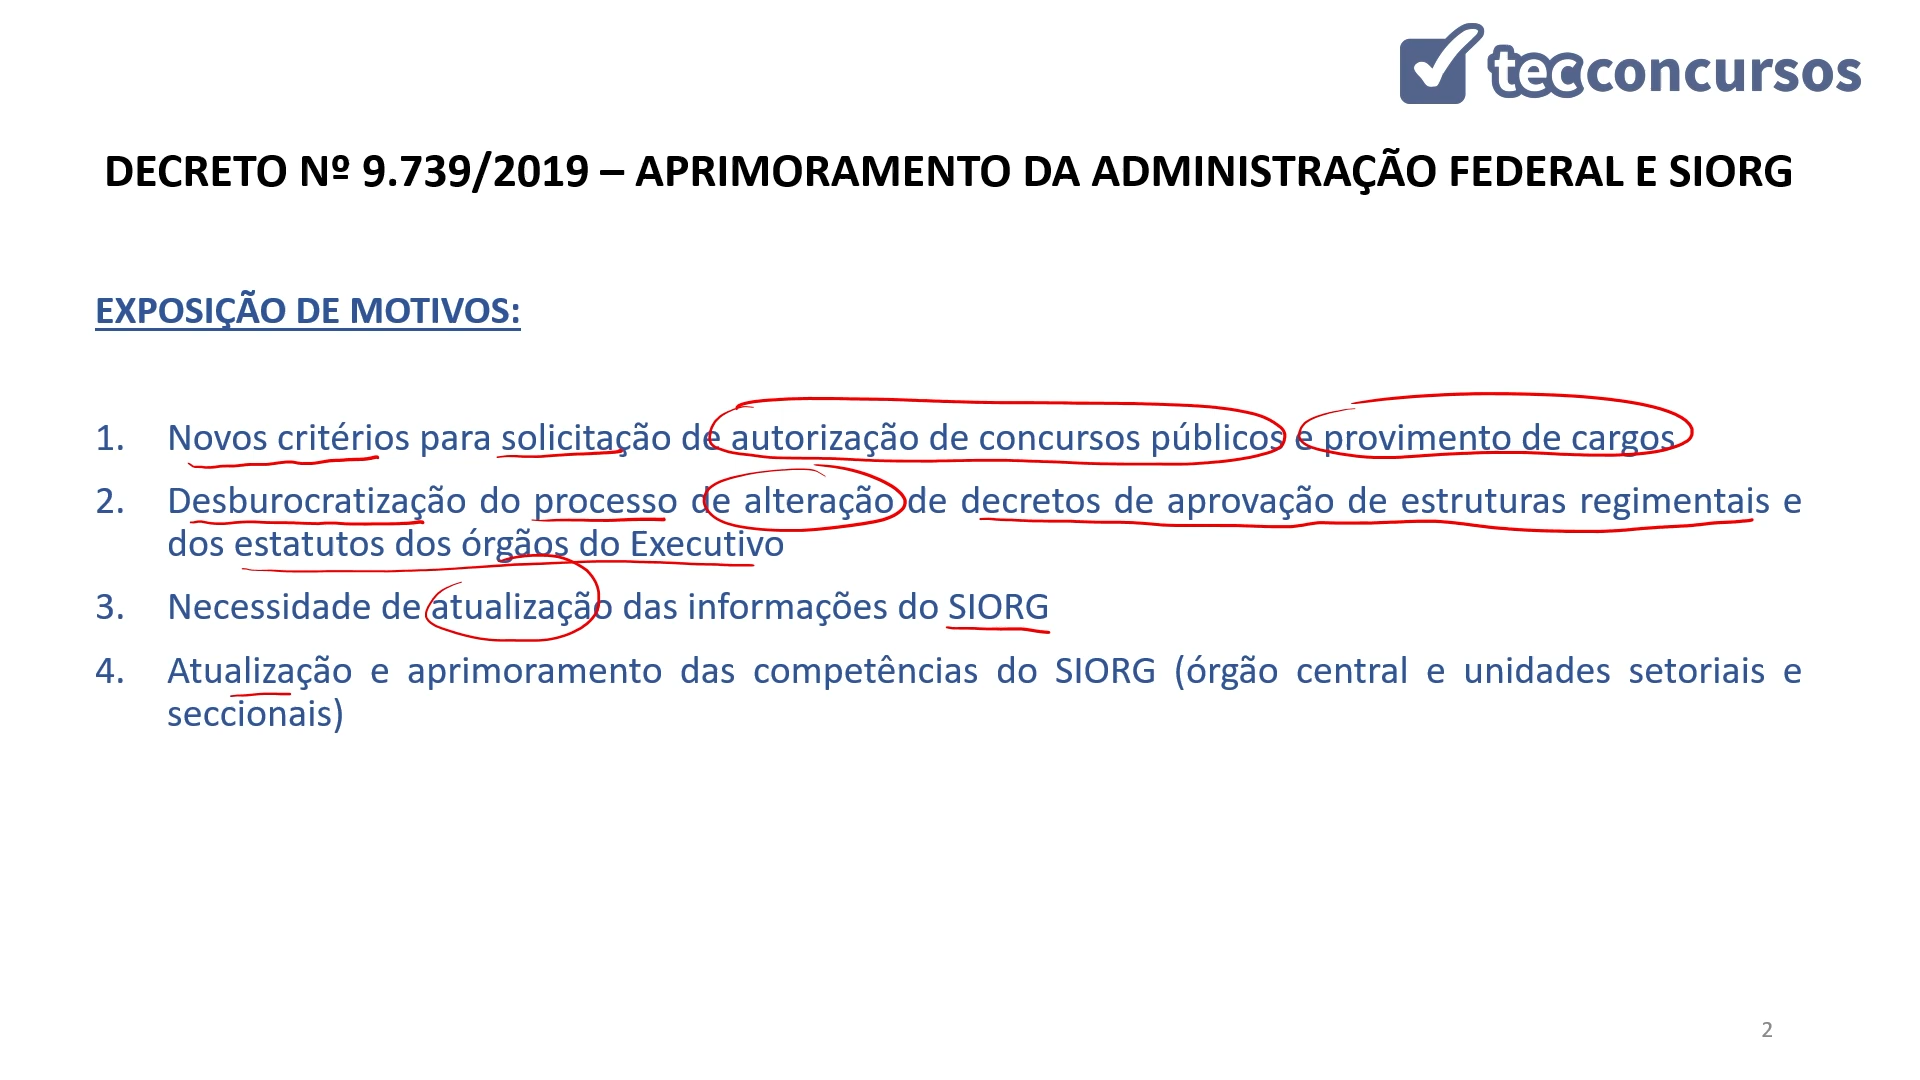 tecconcursos
DECRETO Nº 9.739/2019 – APRIMORAMENTO DA ADMINISTRAÇÃO FEDERAL E SIORG
EXPOSIÇÃO DE MOTIVOS:
1. Novos critérios para solicitação de autorização de concursos públicos e provimento de cargos
2. Desburocratização do processo de alteração de decretos de aprovação de estruturas regimentais e
dos estatutos dos órgãos do Executivo
3. Necessidade de atualização das informações do SIORG
4. Atualização e aprimoramento das competências do SIORG (órgão central e unidades setoriais e
seccionais)
2